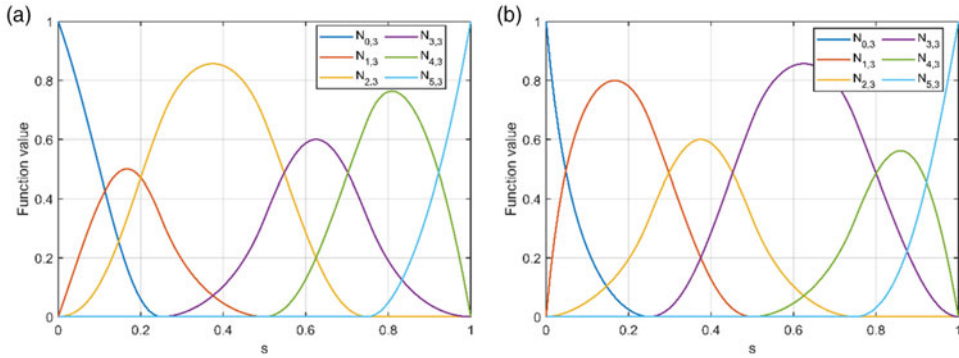 (a)
1
0.8
0.6
0.4
0.2
0
Function value
N0,3 N3,3
N1,3 N4,3
N2,3 N5,3
0 0.2 0.4 0.6 0.8 1
s
(b)
1
0.8
0.6
0.4
0.2
0
Function value
N0,3 N3,3
N1,3 N4,3
N2,3 N5,3
0 0.2 0.4 0.6 0.8 1
s